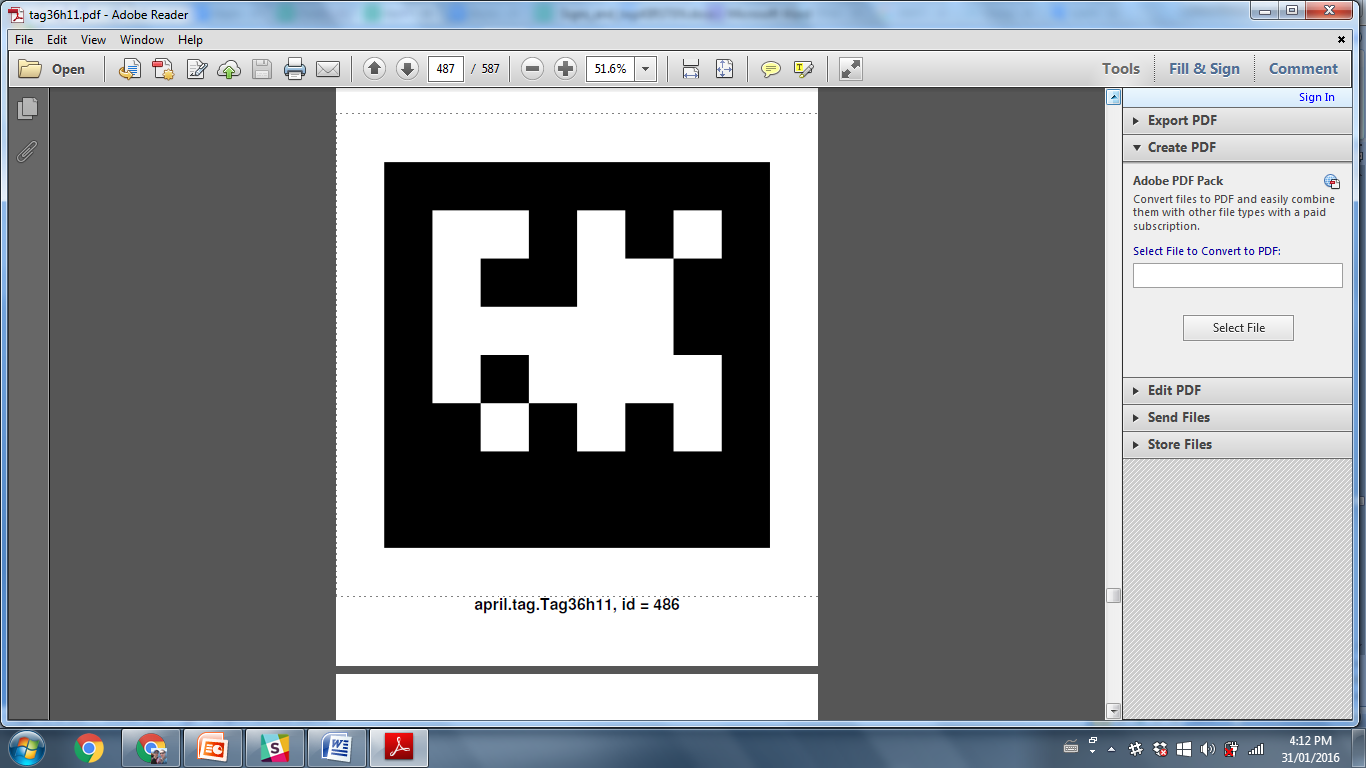 tag36h11.pdf - Adobe Reader
File Edit View Window Help
Open 487 / 587 51.6% Tools Fill & Sign Comment
Sign In
Export PDF
Create PDF
Adobe PDF Pack
Convert files to PDF and easily combine
them with other file types with a paid
subscription.
Select File to Convert to PDF:
Select File
Edit PDF
Send Files
Store Files
april.tag.Tag36h11, id = 486
4:12 PM
31/01/2016